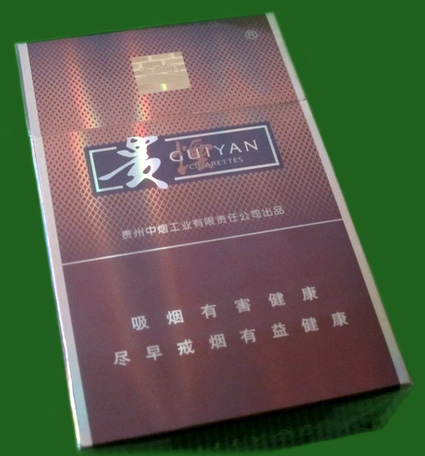 ®
贵烟
GUIYAN
CIGARETTES
贵州中烟工业有限责任公司出品
吸烟有害健康
尽早戒烟有益健康